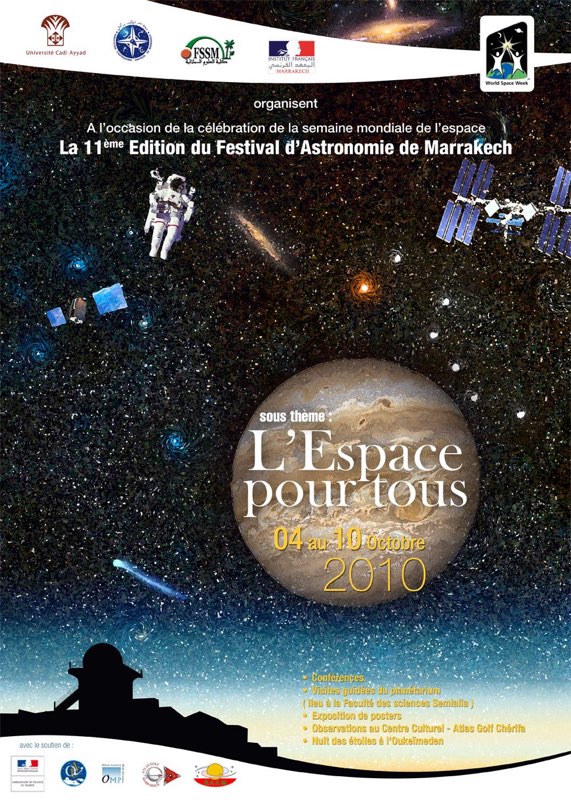 Université Cadi Ayyad
FSSM
INSTITUT FRANÇAIS
المعهد الفرنسي
MARRAKECH
World Space Week
organisent
A l'occasion de la célébration de la semaine mondiale de l'espace
La 11ème Edition du Festival d'Astronomie de Marrakech
sous thème :
L'Espace
pour tous
04 au 10 Octobre
2010
• Conférences.
• Visites guidées du planétarium
( lieu à la Faculté des sciences Semlalia )
• Exposition de posters
• Observations au Centre Culturel - Atlas Golf Chérifa
• Nuit des étoiles à l'Oukeïmeden
avec le soutien de :
OMPI